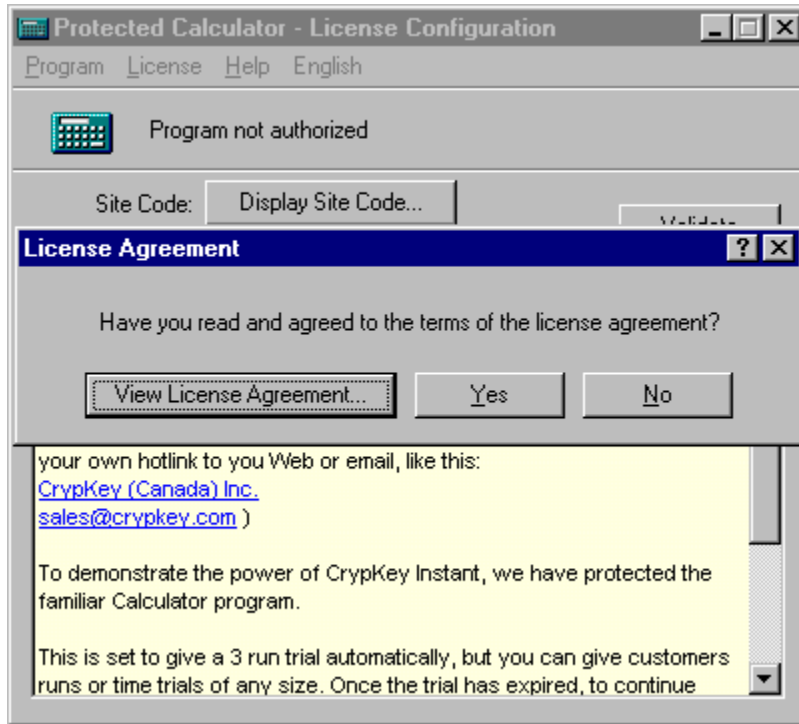 Protected Calculator - License Configuration
Program License Help English
Program not authorized
Site Code: Display Site Code...
Validate
License Agreement
Have you read and agreed to the terms of the license agreement?
View License Agreement... Yes No
your own hotlink to you Web or email, like this:
CrypKey (Canada) Inc.
sales@crypkey.com )
To demonstrate the power of CrypKey Instant, we have protected the
familiar Calculator program.
This is set to give a 3 run trial automatically, but you can give customers
runs or time trials of any size. Once the trial has expired, to continue